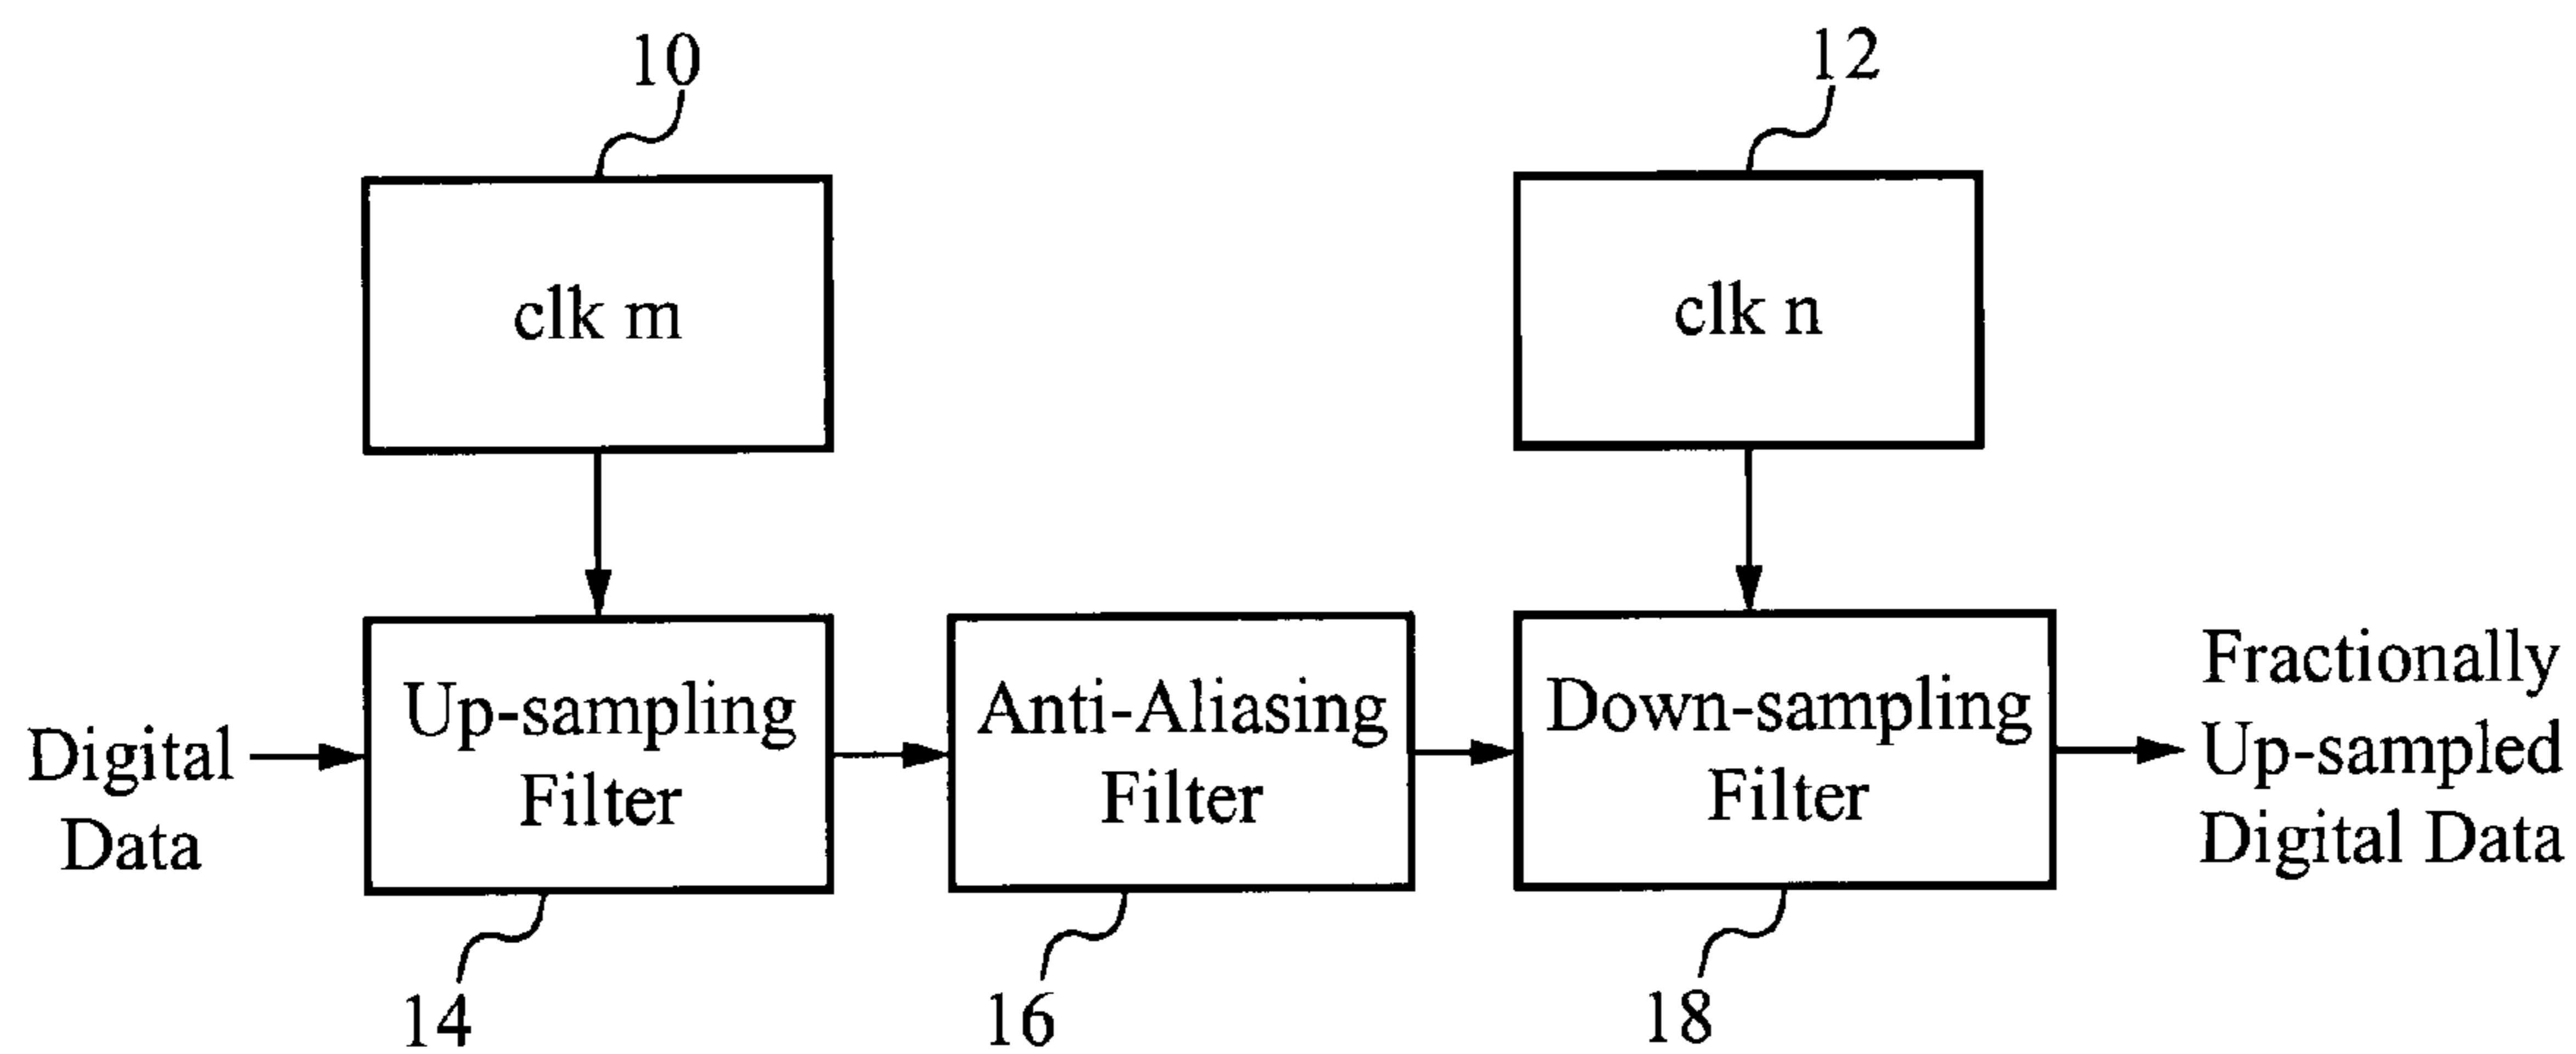 10
12
clk m
clk n
Digital
Data
Up-sampling
Filter
Anti-Aliasing
Filter
Down-sampling
Filter
Fractionally
Up-sampled
Digital Data
14
16
18